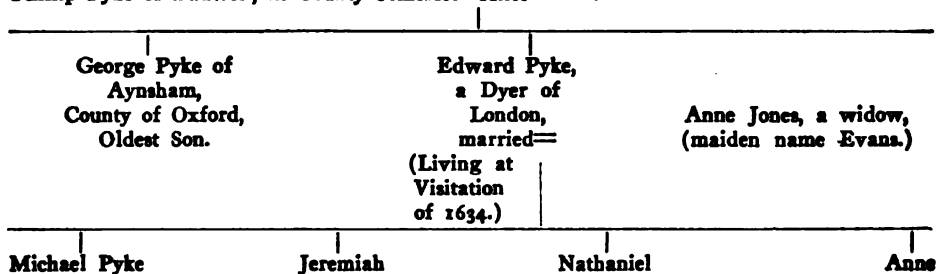 George Pyke of
Aynsham,
County of Oxford,
Oldest Son.
Edward Pyke,
a Dyer of
London,
married=
(Living at
Visitation
of 1634.)
Anne Jones, a widow,
(maiden name Evans.)
Michael Pyke Jeremiah Nathaniel Anne